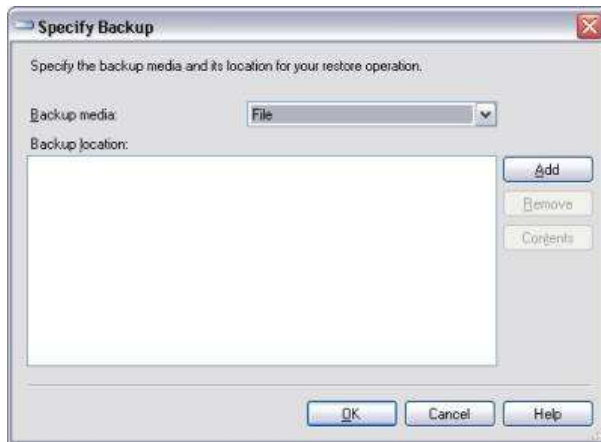 Specify Backup
Specify the backup media and its location for your restore operation.
Backup media:
File
Backup location:
Add
Remove
Contents
OK
Cancel
Help